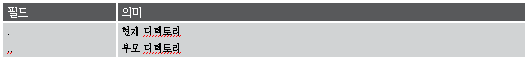 필드 의미
. 현재 디렉토리
,, 부모 디렉토리